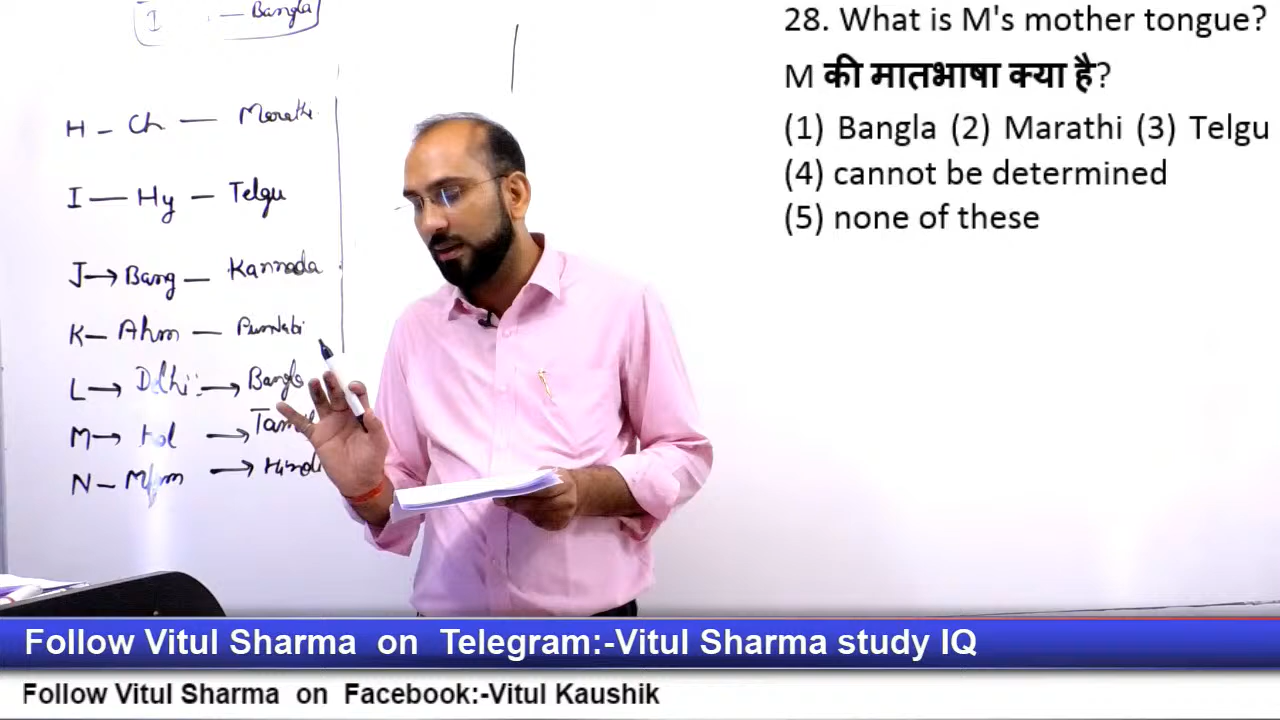 I — Bangla
H - Ch — Marathi
I — Hy — Telgu
J → Bang — Kannada
K - Ahm — Punjabi
L → Delhi → Bangla
M → Kol →
N - Mum → Hindi
28. What is M's mother tongue?
M की मातभाषा क्या है?
(1) Bangla (2) Marathi (3) Telgu
(4) cannot be determined
(5) none of these
Follow Vitul Sharma on Telegram:-Vitul Sharma study IQ
Follow Vitul Sharma on Facebook:-Vitul Kaushik